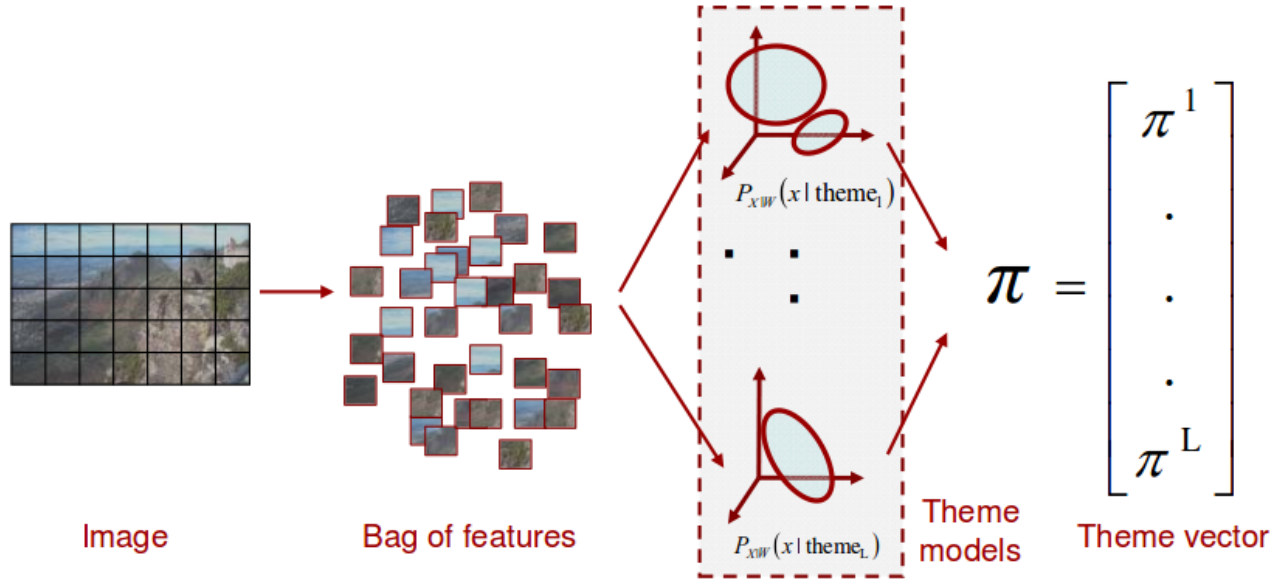 P_{X|W}(x | theme_1)
P_{X|W}(x | theme_L)
π =
π^1
.
.
.
π^L
Image
Bag of features
Theme
models
Theme vector